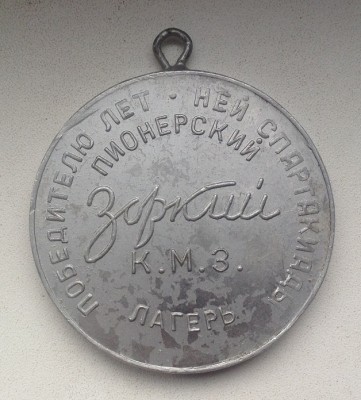 ПОБЕДИТЕЛЮ ЛЕТ · НЕЙ СПАРТАКИАДЫ
ПИОНЕРСКИЙ
Зоркий
К.М.З.
ЛАГЕРЬ